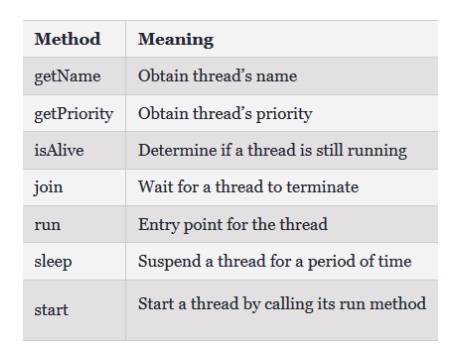 Method Meaning
getName Obtain thread’s name
getPriority Obtain thread’s priority
isAlive Determine if a thread is still running
join Wait for a thread to terminate
run Entry point for the thread
sleep Suspend a thread for a period of time
start Start a thread by calling its run method